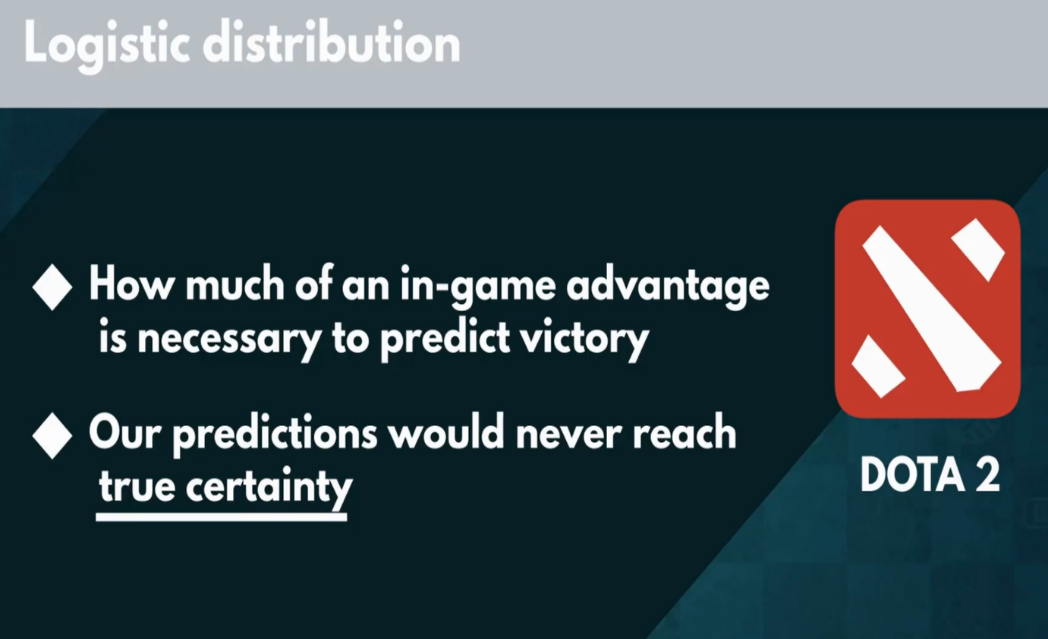 Logistic distribution
How much of an in-game advantage
is necessary to predict victory
Our predictions would never reach
true certainty
DOTA 2